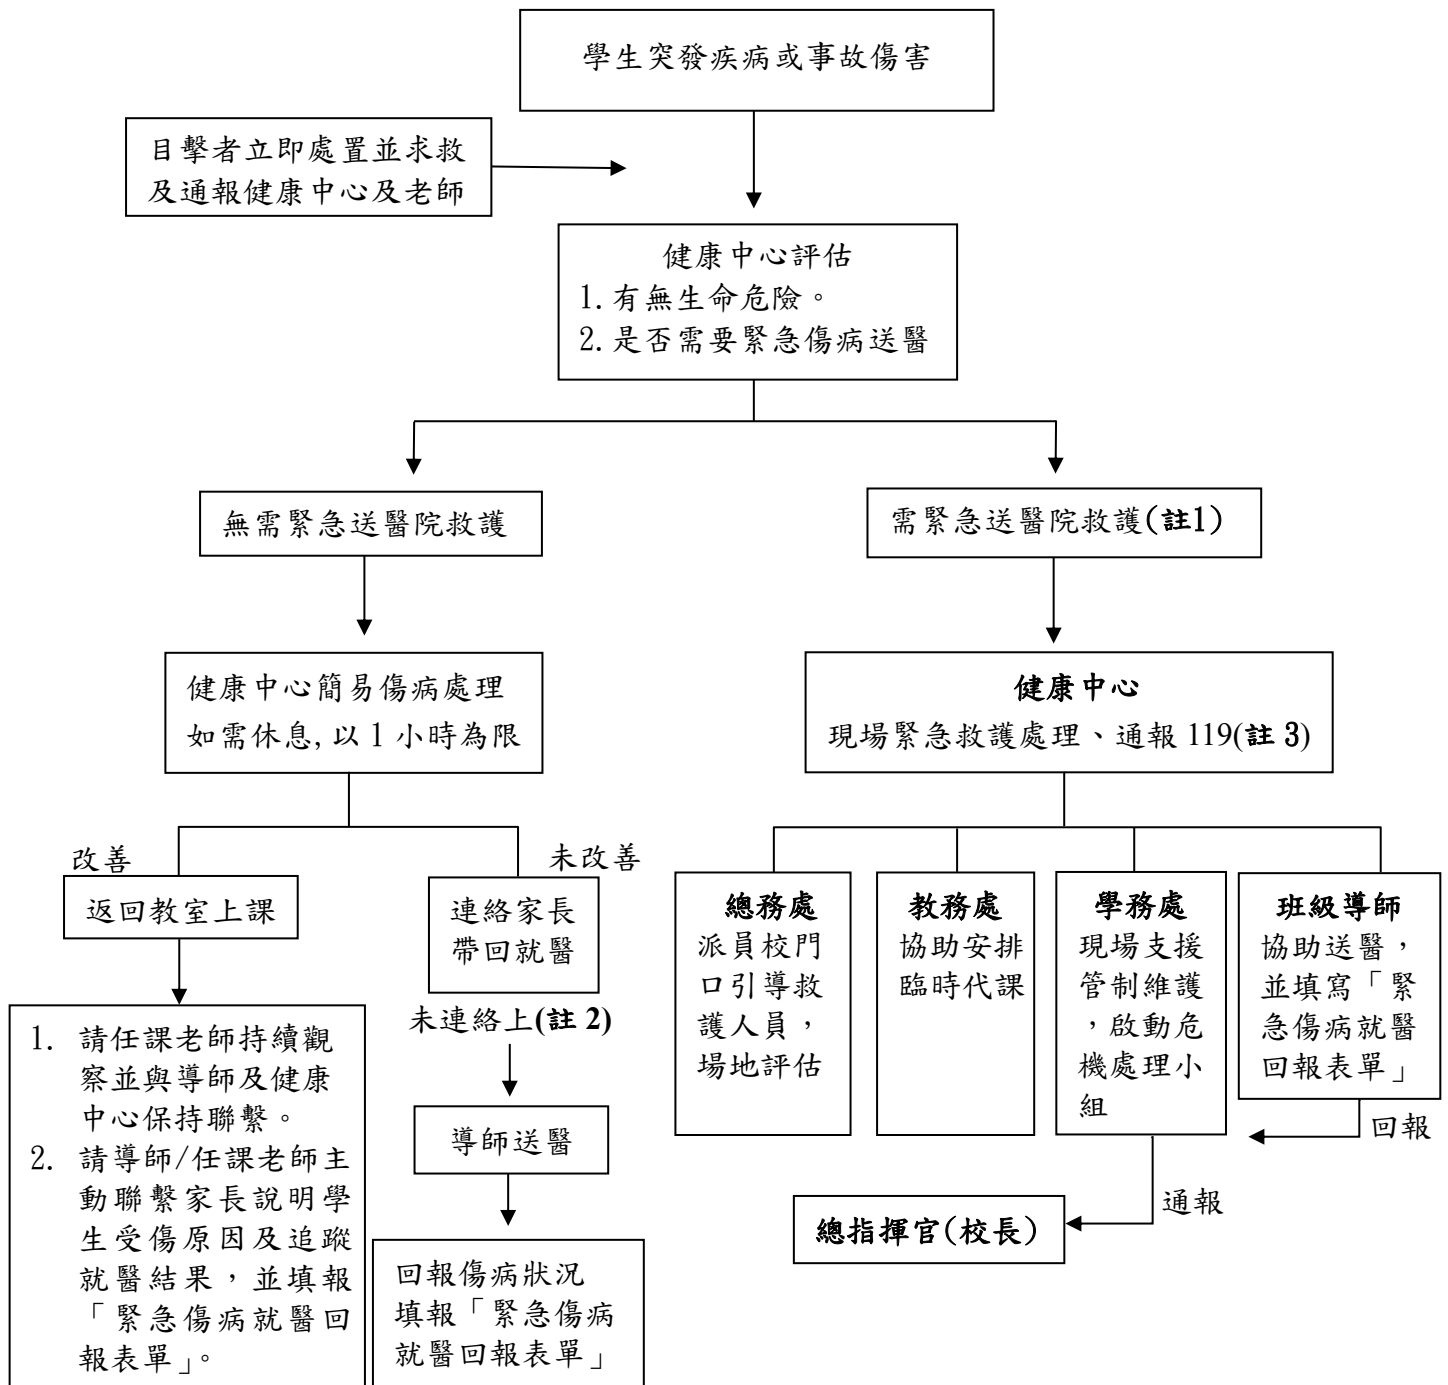 學生突發疾病或事故傷害
目擊者立即處置並求救
及通報健康中心及老師
健康中心評估
1.有無生命危險。
2.是否需要緊急傷病送醫
無需緊急送醫院救護
需緊急送醫院救護(註1)
健康中心簡易傷病處理
如需休息,以1小時為限
健康中心
現場緊急救護處理、通報119(註3)
改善
未改善
返回教室上課
連絡家長
帶回就醫
未連絡上(註2)
導師送醫
1. 請任課老師持續觀
察並與導師及健康
中心保持聯繫。
2. 請導師/任課老師主
動聯繫家長說明學
生受傷原因及追蹤
就醫結果,並填報
「緊急傷病就醫回
報表單」。
回報傷病狀況
填報「緊急傷病
就醫回報表單」
總務處
派員校門
口引導救
護人員,
場地評估
教務處
協助安排
臨時代課
學務處
現場支援
管制維護
,啟動危
機處理小
組
班級導師
協助送醫,
並填寫「緊
急傷病就醫
回報表單」
回報
通報
總指揮官(校長)